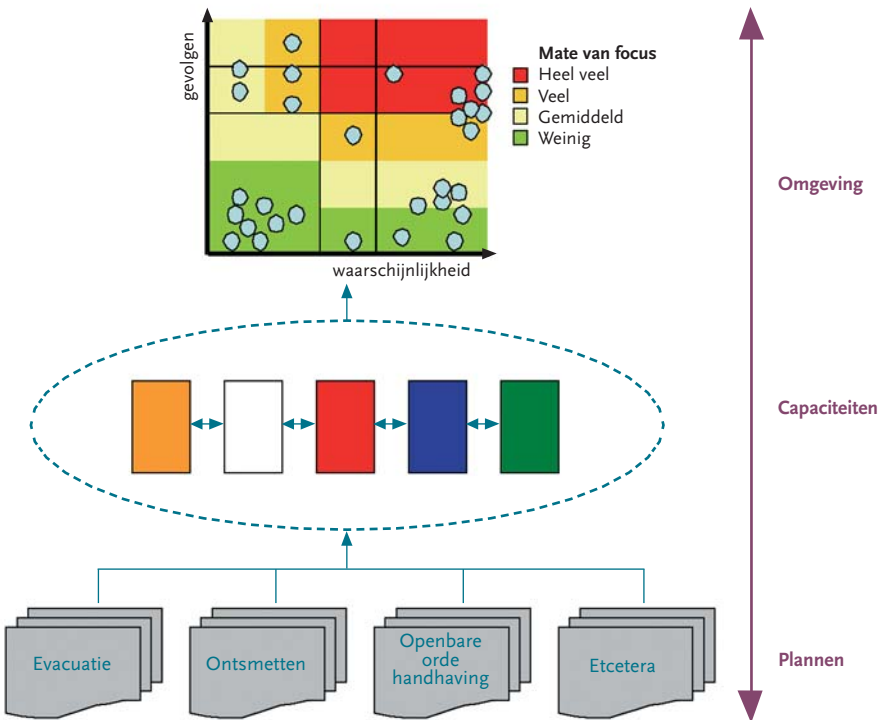 gevolgen
Mate van focus
Heel veel
Veel
Gemiddeld
Weinig
waarschijnlijkheid
Omgeving
Capaciteiten
Evacuatie
Ontsmetten
Openbare
orde
handhaving
Etcetera
Plannen